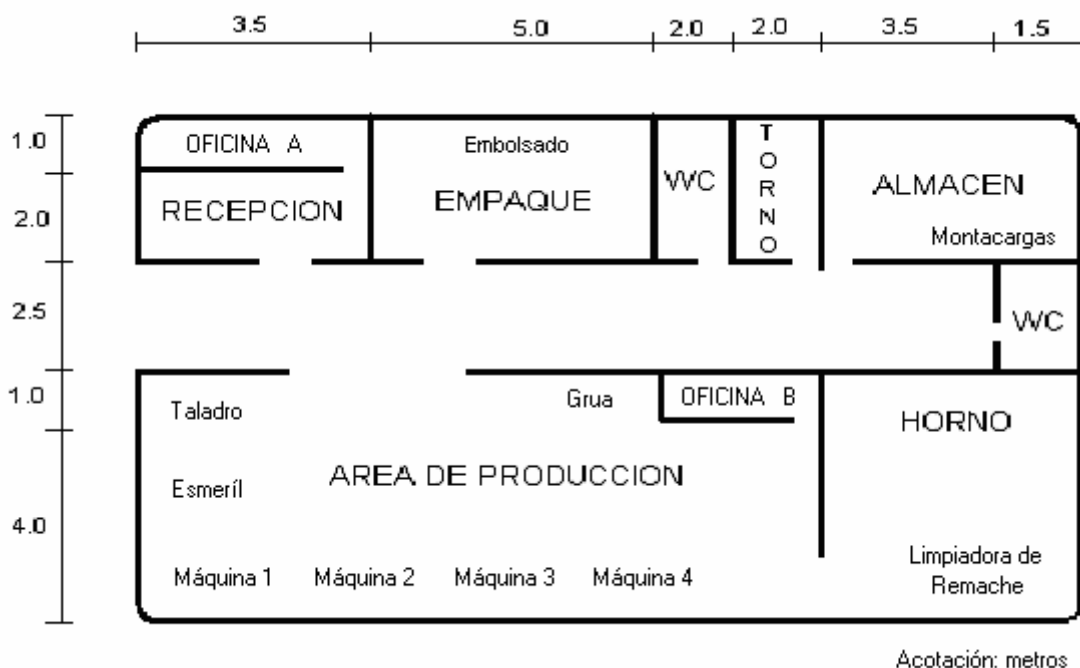 3.5 5.0 2.0 2.0 3.5 1.5
1.0
OFICINA A
Embolsado
TORNO
2.0
RECEPCION
EMPAQUE
WC
ALMACEN
Montacargas
2.5
WC
1.0
Taladro
Grua
OFICINA B
HORNO
Esmeríl
AREA DE PRODUCCION
4.0
Máquina 1 Máquina 2 Máquina 3 Máquina 4
Limpiadora de
Remache
Acotación: metros